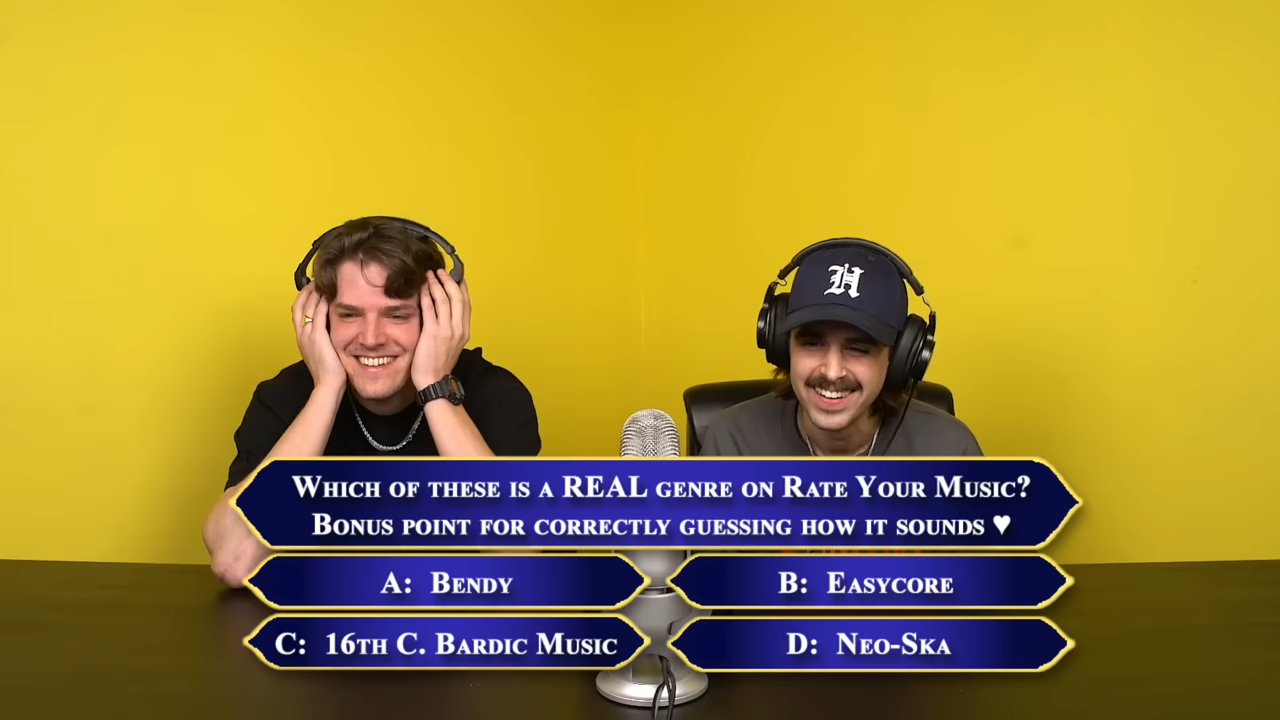 H
Which of these is a REAL genre on Rate Your Music?
Bonus point for correctly guessing how it sounds ♥
A: Bendy
B: Easycore
C: 16th C. Bardic Music
D: Neo-Ska